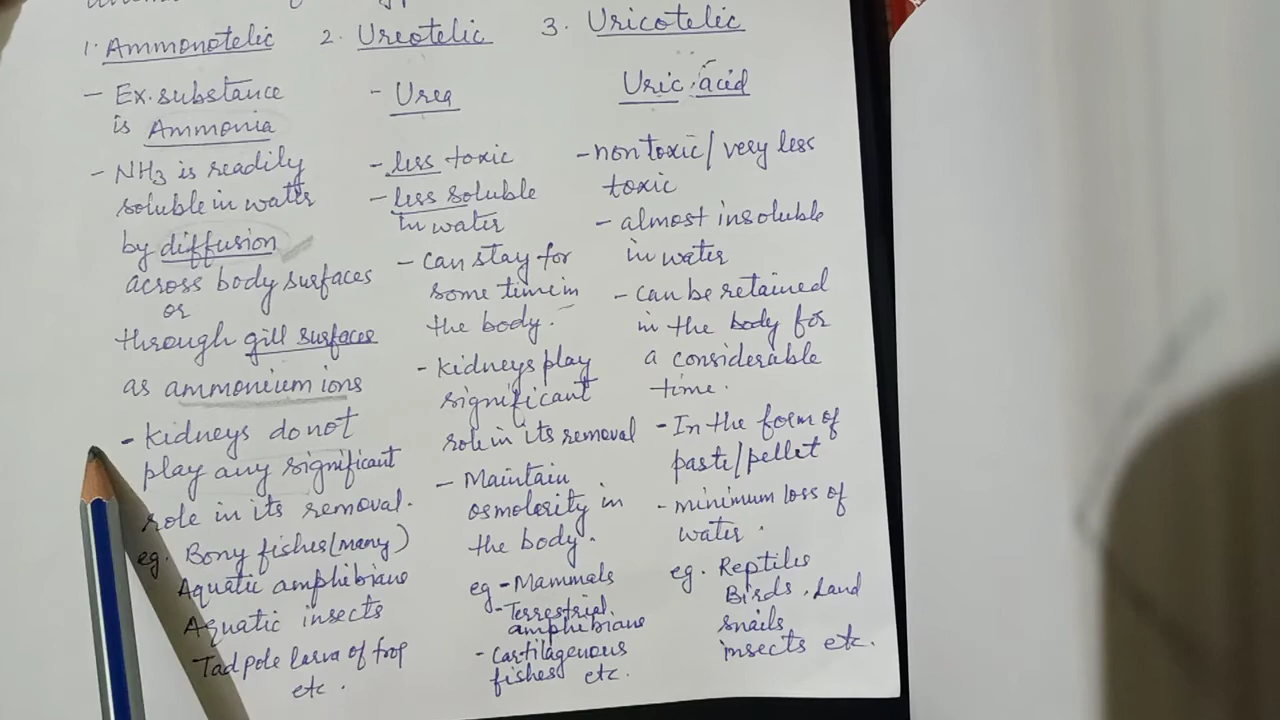 1. Ammonotelic
- Ex. substance
is Ammonia
- NH3 is readily
soluble in water
by diffusion
across body surfaces
or
through gill surfaces
as ammonium ions
- kidneys do not
play any significant
role in its removal.
eg. Bony fishes (many)
Aquatic amphibians
Aquatic insects
Tadpole larva of frop
etc.
2. Ureotelic
- Urea
- less toxic
- less soluble
in water
- can stay for
some time in
the body.
- kidneys play
significant
role in its removal
- Maintain
osmolerity in
the body.
eg - Mammals
- Terrestrial
amphibians
- Cartilagenous
fishes etc.
3. Uricotelic
Uric acid
- non toxic / very less
toxic
- almost insoluble
in water
- can be retained
in the body for
a considerable
time.
- In the form of
paste/pellet
- minimum loss of
water.
eg. Reptiles
Birds, Land
snails
insects etc.